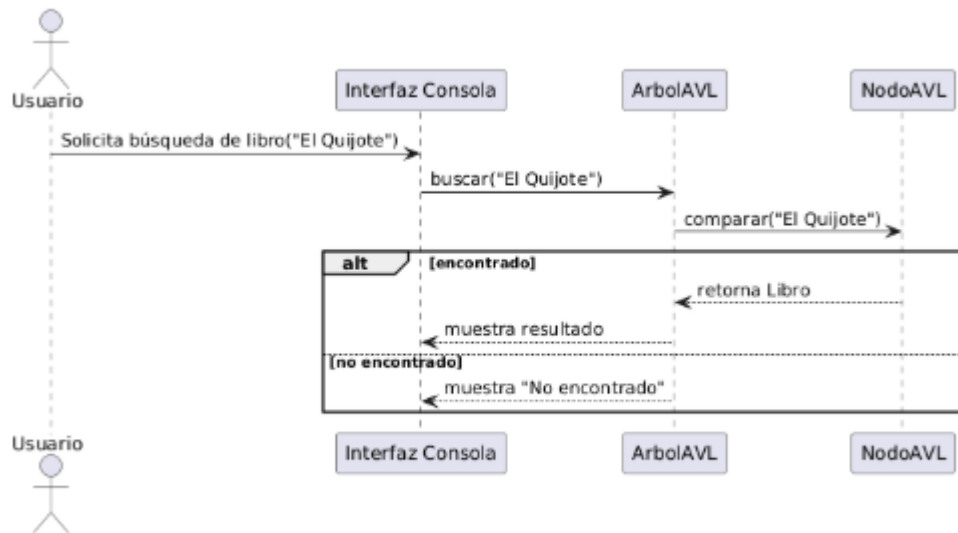 Usuario
Interfaz Consola
ArbolAVL
NodoAVL
Solicita búsqueda de libro("El Quijote")
buscar("El Quijote")
comparar("El Quijote")
alt
[encontrado]
retorna Libro
muestra resultado
[no encontrado]
muestra "No encontrado"
Usuario
Interfaz Consola
ArbolAVL
NodoAVL